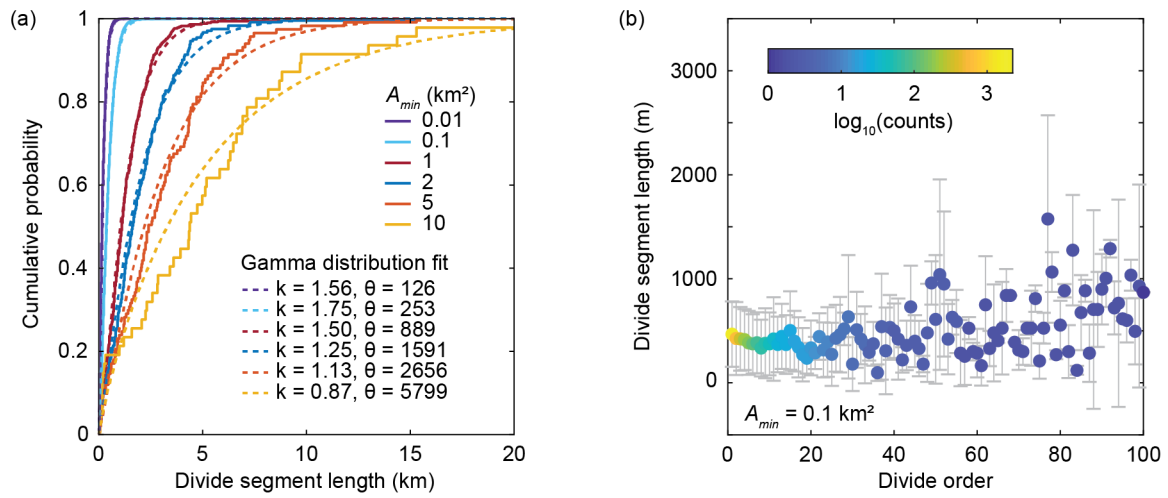 (a)
Cumulative probability
1
0.8
0.6
0.4
0.2
0
0
5
10
15
20
Divide segment length (km)
A_min (km²)
0.01
0.1
1
2
5
10
Gamma distribution fit
k = 1.56, θ = 126
k = 1.75, θ = 253
k = 1.50, θ = 889
k = 1.25, θ = 1591
k = 1.13, θ = 2656
k = 0.87, θ = 5799
(b)
Divide segment length (m)
3000
2000
1000
0
0
1
2
3
log₁₀(counts)
A_min = 0.1 km²
0
20
40
60
80
100
Divide order